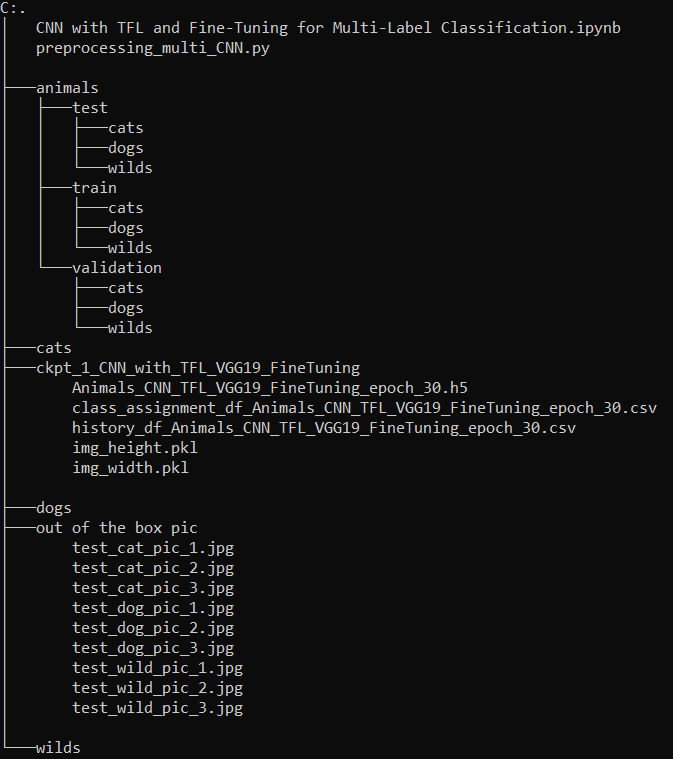 C:.
CNN with TFL and Fine-Tuning for Multi-Label Classification.ipynb
preprocessing_multi_CNN.py
animals
test
cats
dogs
wilds
train
cats
dogs
wilds
validation
cats
dogs
wilds
cats
ckpt_1_CNN_with_TFL_VGG19_FineTuning
Animals_CNN_TFL_VGG19_FineTuning_epoch_30.h5
class_assignment_df_Animals_CNN_TFL_VGG19_FineTuning_epoch_30.csv
history_df_Animals_CNN_TFL_VGG19_FineTuning_epoch_30.csv
img_height.pkl
img_width.pkl
dogs
out of the box pic
test_cat_pic_1.jpg
test_cat_pic_2.jpg
test_cat_pic_3.jpg
test_dog_pic_1.jpg
test_dog_pic_2.jpg
test_dog_pic_3.jpg
test_wild_pic_1.jpg
test_wild_pic_2.jpg
test_wild_pic_3.jpg
wilds